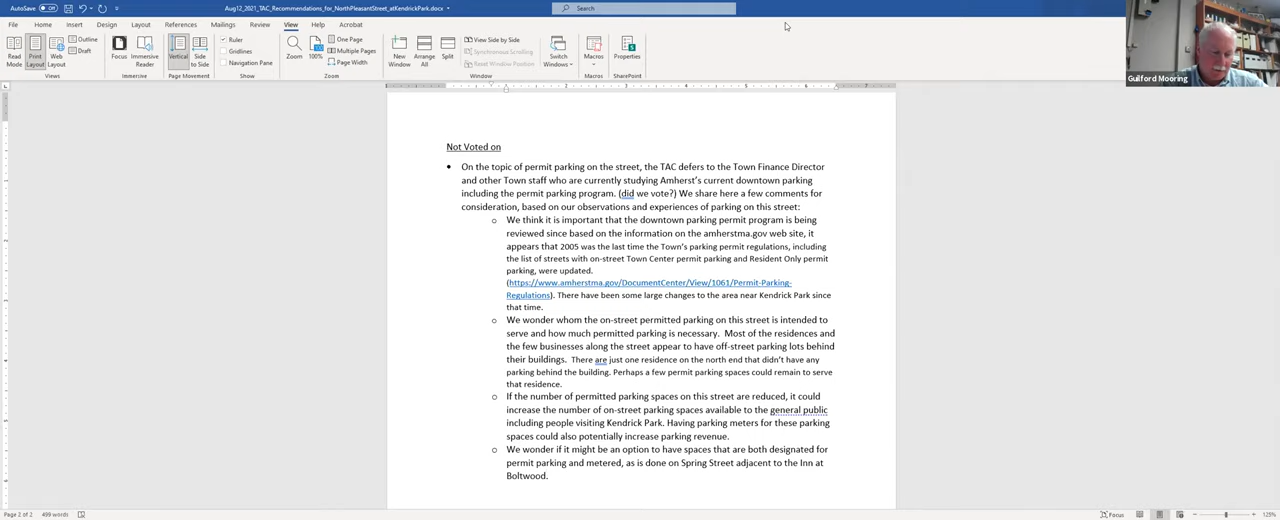 AutoSave Off Aug12_2021_TAC_Recommendations_for_NorthPleasantStreet_atKendrickPark.docx Search
File Home Insert Draw Design Layout References Mailings Review View Help Acrobat
Read Mode Print Layout Web Layout Outline Draft Views
Focus Immersive Reader Immersive
Vertical Side to Side Page Movement
Ruler Gridlines Navigation Pane Show
Zoom 100% One Page Multiple Pages Page Width Zoom
New Window Arrange All Split View Side by Side Synchronous Scrolling Reset Window Position Switch Windows Window
Macros Macros
Properties SharePoint
Guilford Mooring
Not Voted on
• On the topic of permit parking on the street, the TAC defers to the Town Finance Director
and other Town staff who are currently studying Amherst's current downtown parking
including the permit parking program. (did we vote?) We share here a few comments for
consideration, based on our observations and experiences of parking on this street:
o We think it is important that the downtown parking permit program is being
reviewed since based on the information on the amherstma.gov web site, it
appears that 2005 was the last time the Town's parking permit regulations, including
the list of streets with on-street Town Center permit parking and Resident Only permit
parking, were updated.
(https://www.amherstma.gov/DocumentCenter/View/1061/Permit-Parking-
Regulations). There have been some large changes to the area near Kendrick Park since
that time.
o We wonder whom the on-street permitted parking on this street is intended to
serve and how much permitted parking is necessary. Most of the residences and
the few businesses along the street appear to have off-street parking lots behind
their buildings. There are just one residence on the north end that didn't have any
parking behind the building. Perhaps a few permit parking spaces could remain to serve
that residence.
o If the number of permitted parking spaces on this street are reduced, it could
increase the number of on-street parking spaces available to the general public
including people visiting Kendrick Park. Having parking meters for these parking
spaces could also potentially increase parking revenue.
o We wonder if it might be an option to have spaces that are both designated for
permit parking and metered, as is done on Spring Street adjacent to the Inn at
Boltwood.
Page 2 of 2 499 words Focus 125%